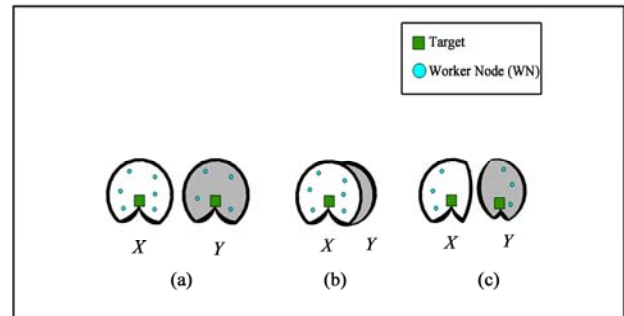 Target
Worker Node (WN)
X Y X Y X Y
(a) (b) (c)